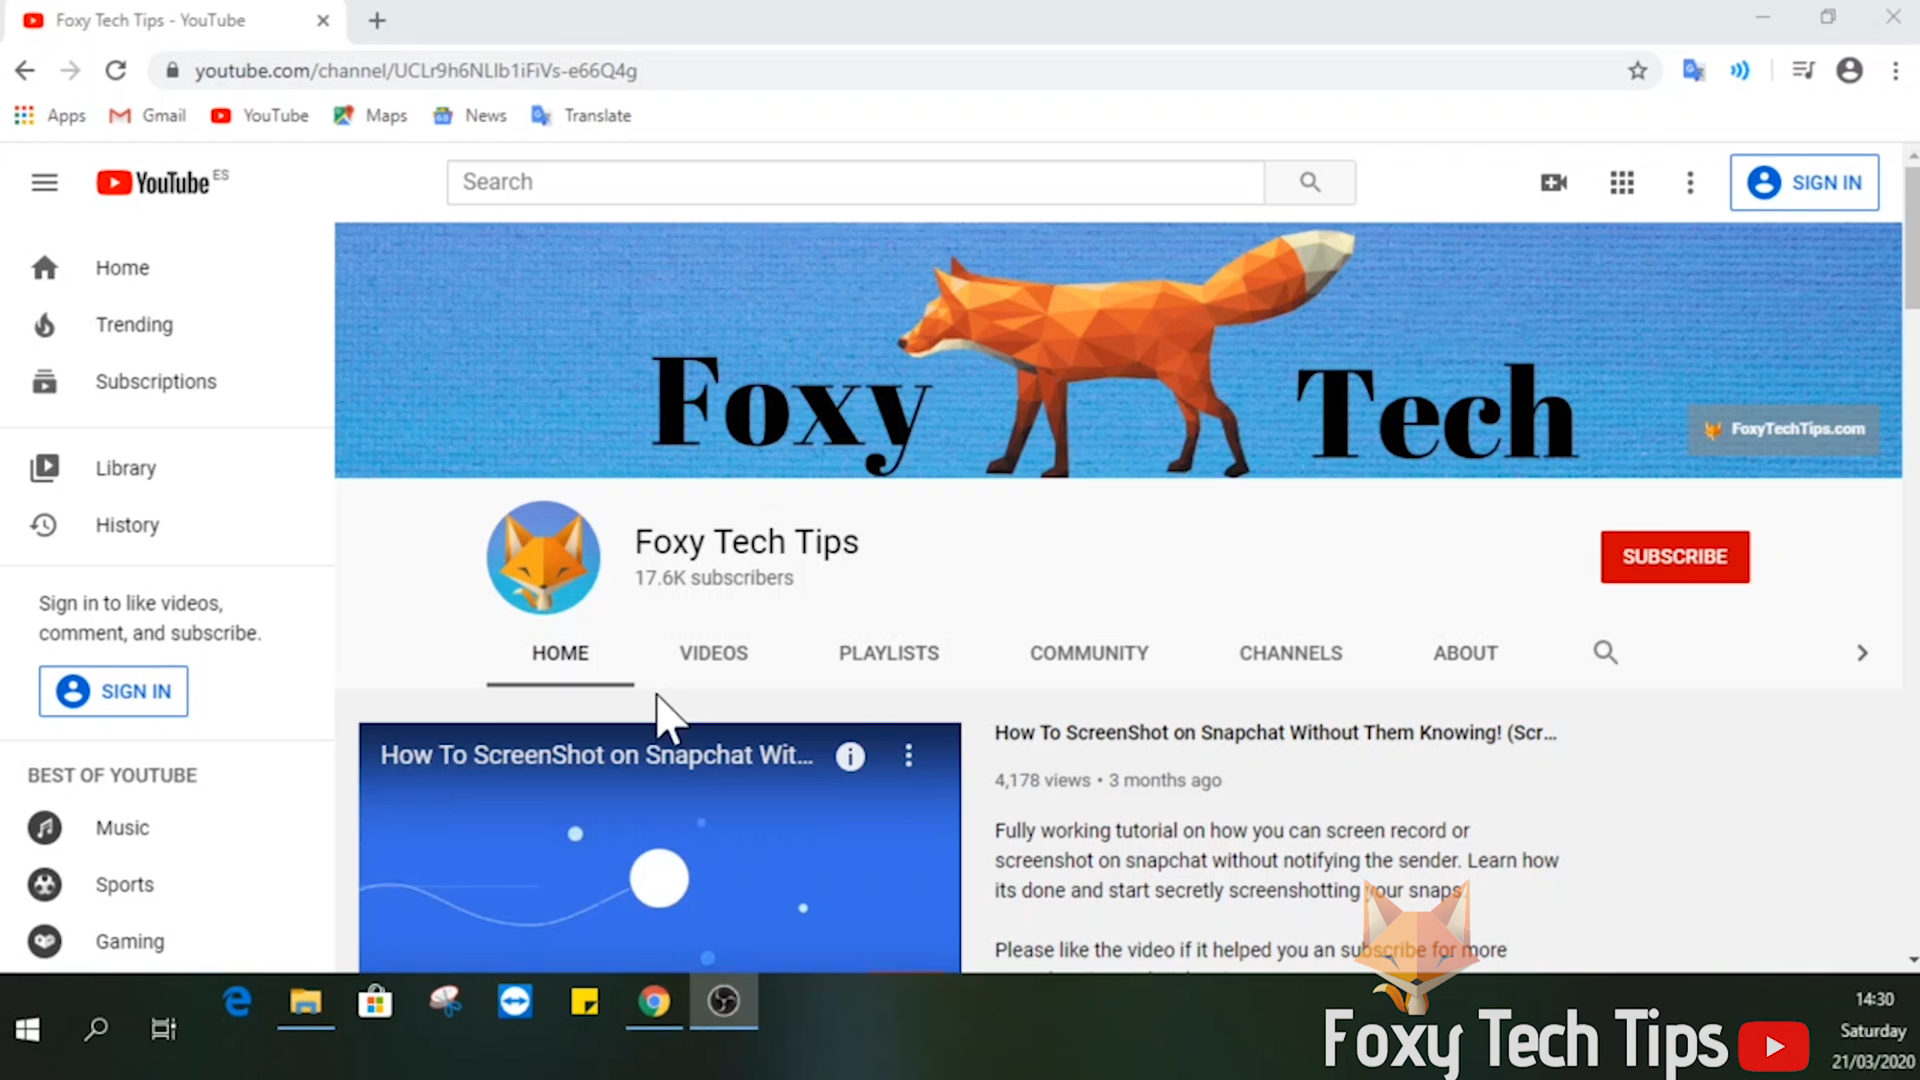 Foxy Tech Tips - YouTube
youtube.com/channel/UCLr9h6NLlb1iFiVs-e66Q4g
Apps
Gmail
YouTube
Maps
News
Translate
YouTube ES
Search
SIGN IN
Home
Trending
Subscriptions
Library
History
Sign in to like videos,
comment, and subscribe.
SIGN IN
BEST OF YOUTUBE
Music
Sports
Gaming
Foxy Tech
FoxyTechTips.com
Foxy Tech Tips
17.6K subscribers
SUBSCRIBE
HOME
VIDEOS
PLAYLISTS
COMMUNITY
CHANNELS
ABOUT
How To ScreenShot on Snapchat Wit...
How To ScreenShot on Snapchat Without Them Knowing! (Scr...
4,178 views • 3 months ago
Fully working tutorial on how you can screen record or
screenshot on snapchat without notifying the sender. Learn how
its done and start secretly screenshotting your snaps.
Please like the video if it helped you an subscribe for more
Foxy Tech Tips
14:30
Saturday
21/03/2020